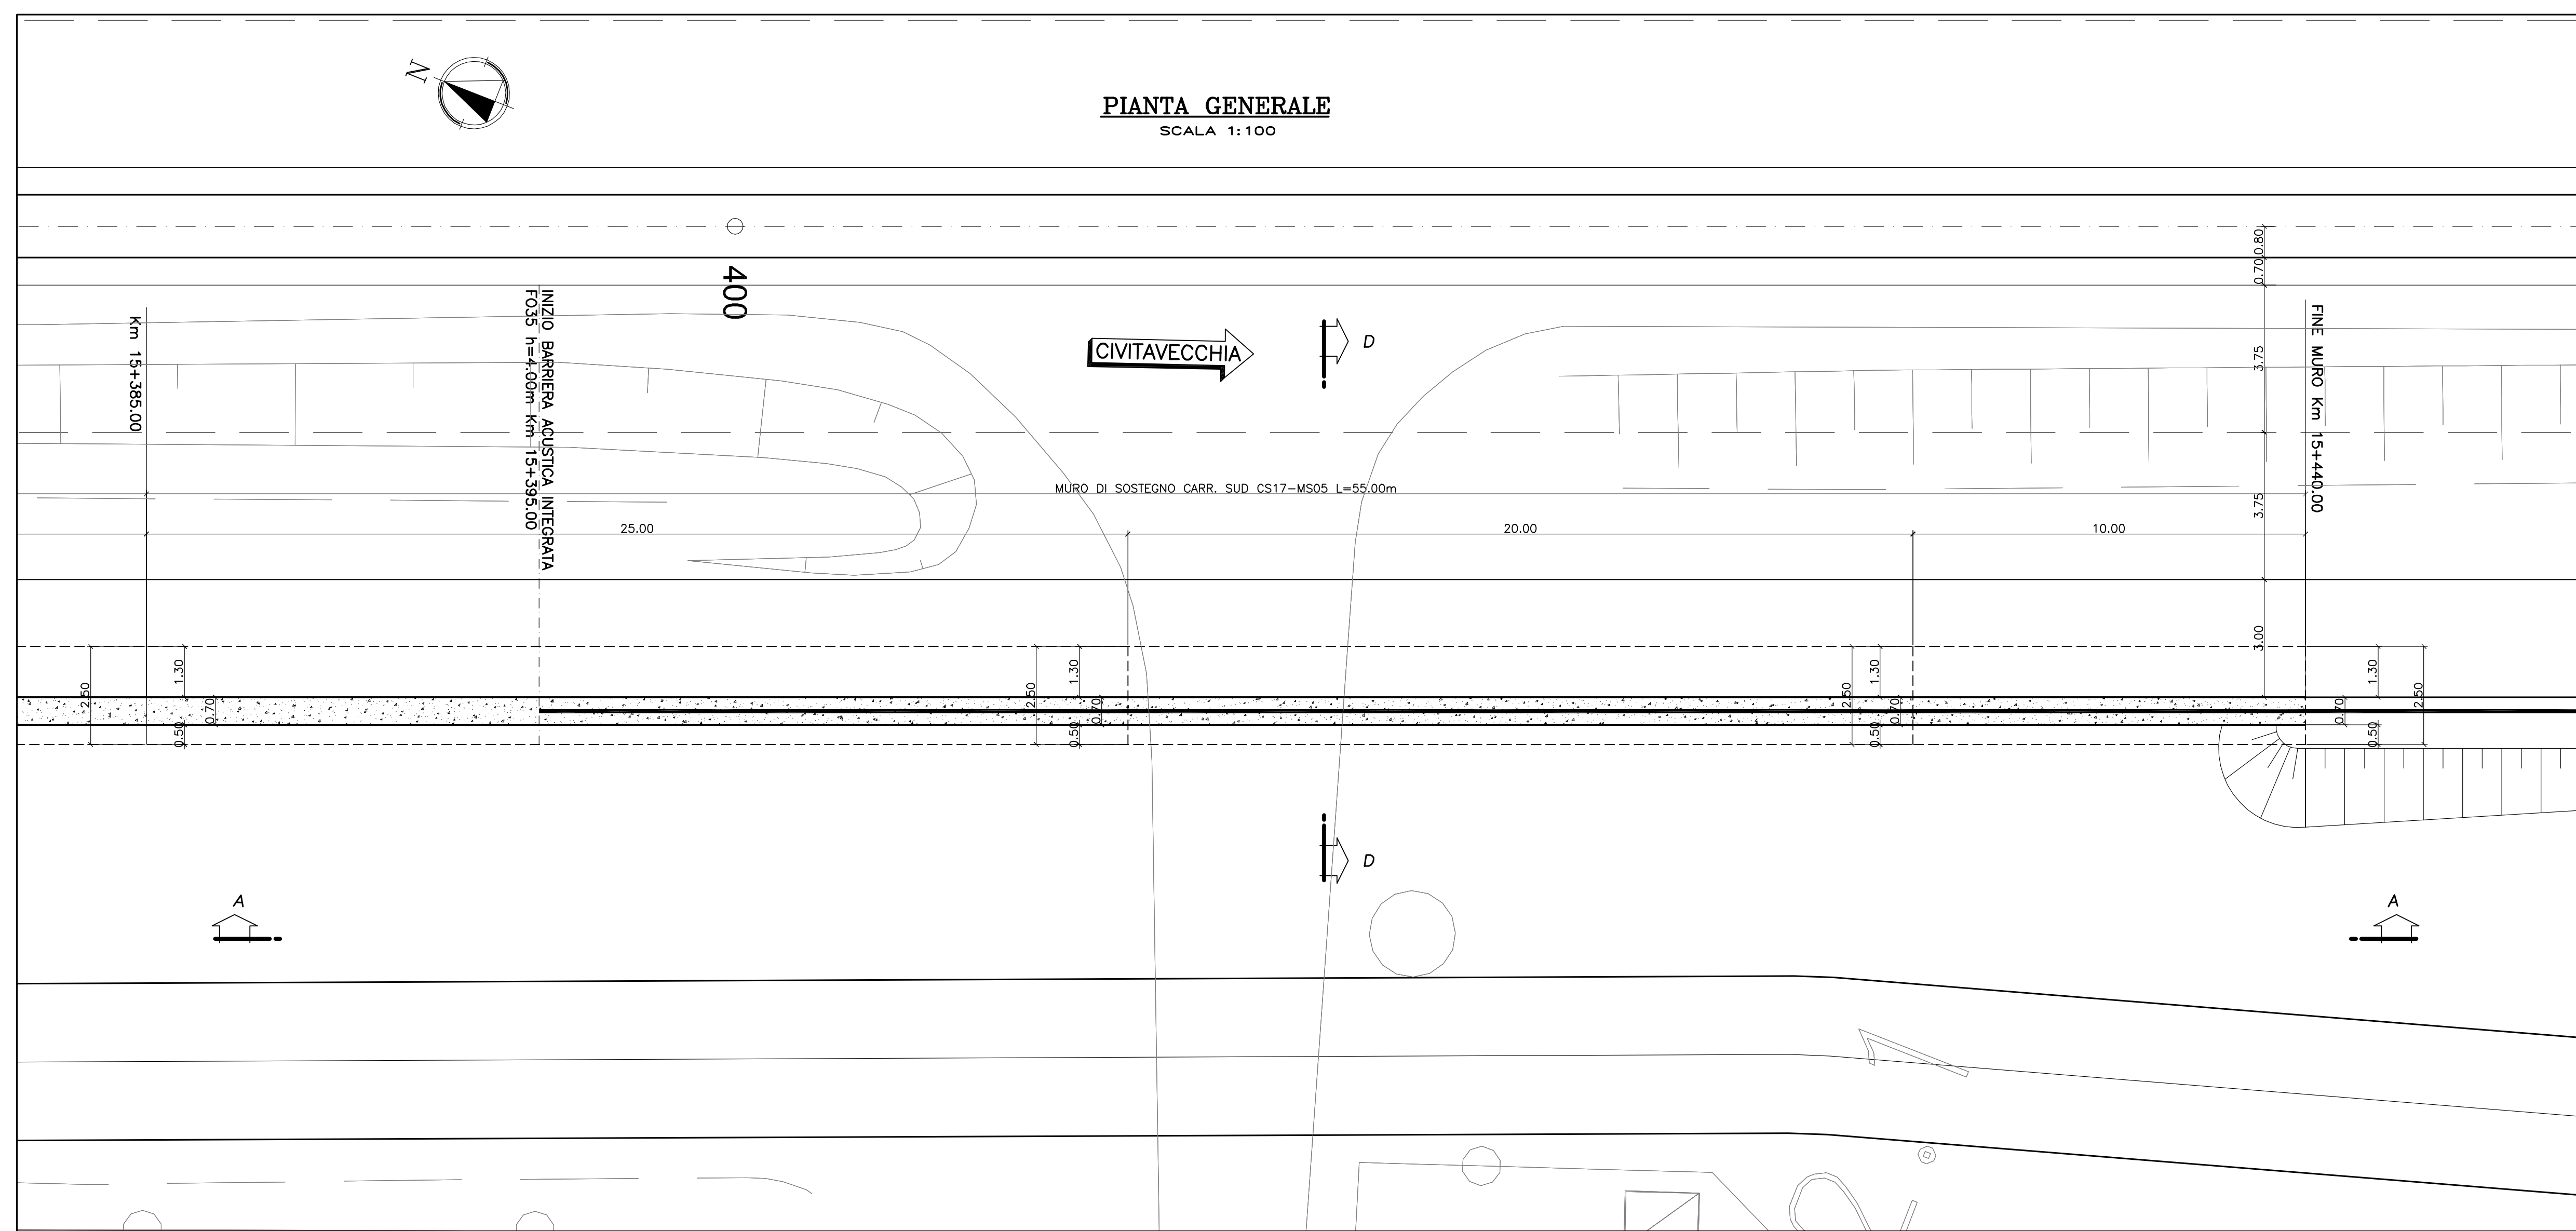 N
PIANTA GENERALE
SCALA 1:100
400
0.80
0.70
Km 15+385.00
INIZIO BARRIERA ACUSTICA INTEGRATA
FO35 h=4.00m Km 15+395.00
CIVITAVECCHIA
D
3.75
FINE MURO Km 15+440.00
MURO DI SOSTEGNO CARR. SUD CS17-MS05 L=55.00m
3.75
25.00
20.00
10.00
3.00
2.50
1.30
0.70
0.50
2.50
1.30
0.70
0.50
2.50
1.30
0.70
0.50
1.30
2.50
0.70
0.50
D
A
A